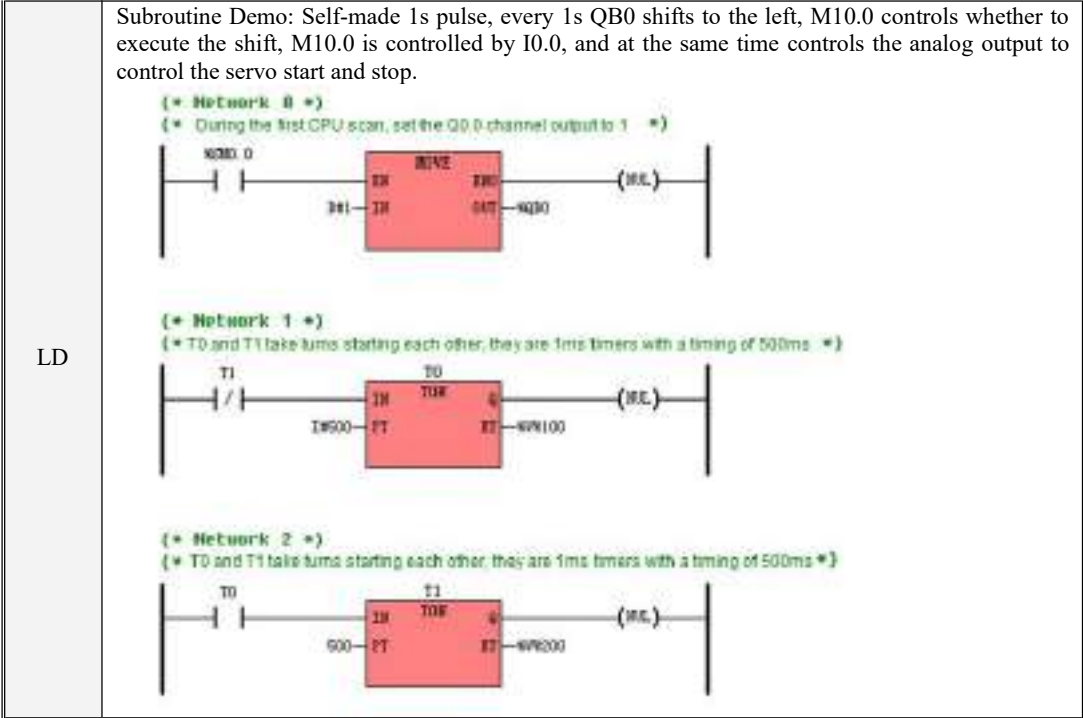 Subroutine Demo: Self-made 1s pulse, every 1s QB0 shifts to the left, M10.0 controls whether to
execute the shift, M10.0 is controlled by I0.0, and at the same time controls the analog output to
control the servo start and stop.
LD
(* Network 0 *)
(* During the first CPU scan, set the Q0.0 channel output to 1 *)
MOVE
EN ENO
B#1 IN OUT %QB0
(* Network 1 *)
(* T0 and T1 take turns starting each other, they are 1ms timers with a timing of 500ms *)
T1 T0
TON
IN Q
I#500 PT ET %VW100
(* Network 2 *)
(* T0 and T1 take turns starting each other, they are 1ms timers with a timing of 500ms *)
T0 T1
TON
IN Q
500 PT ET %VW200